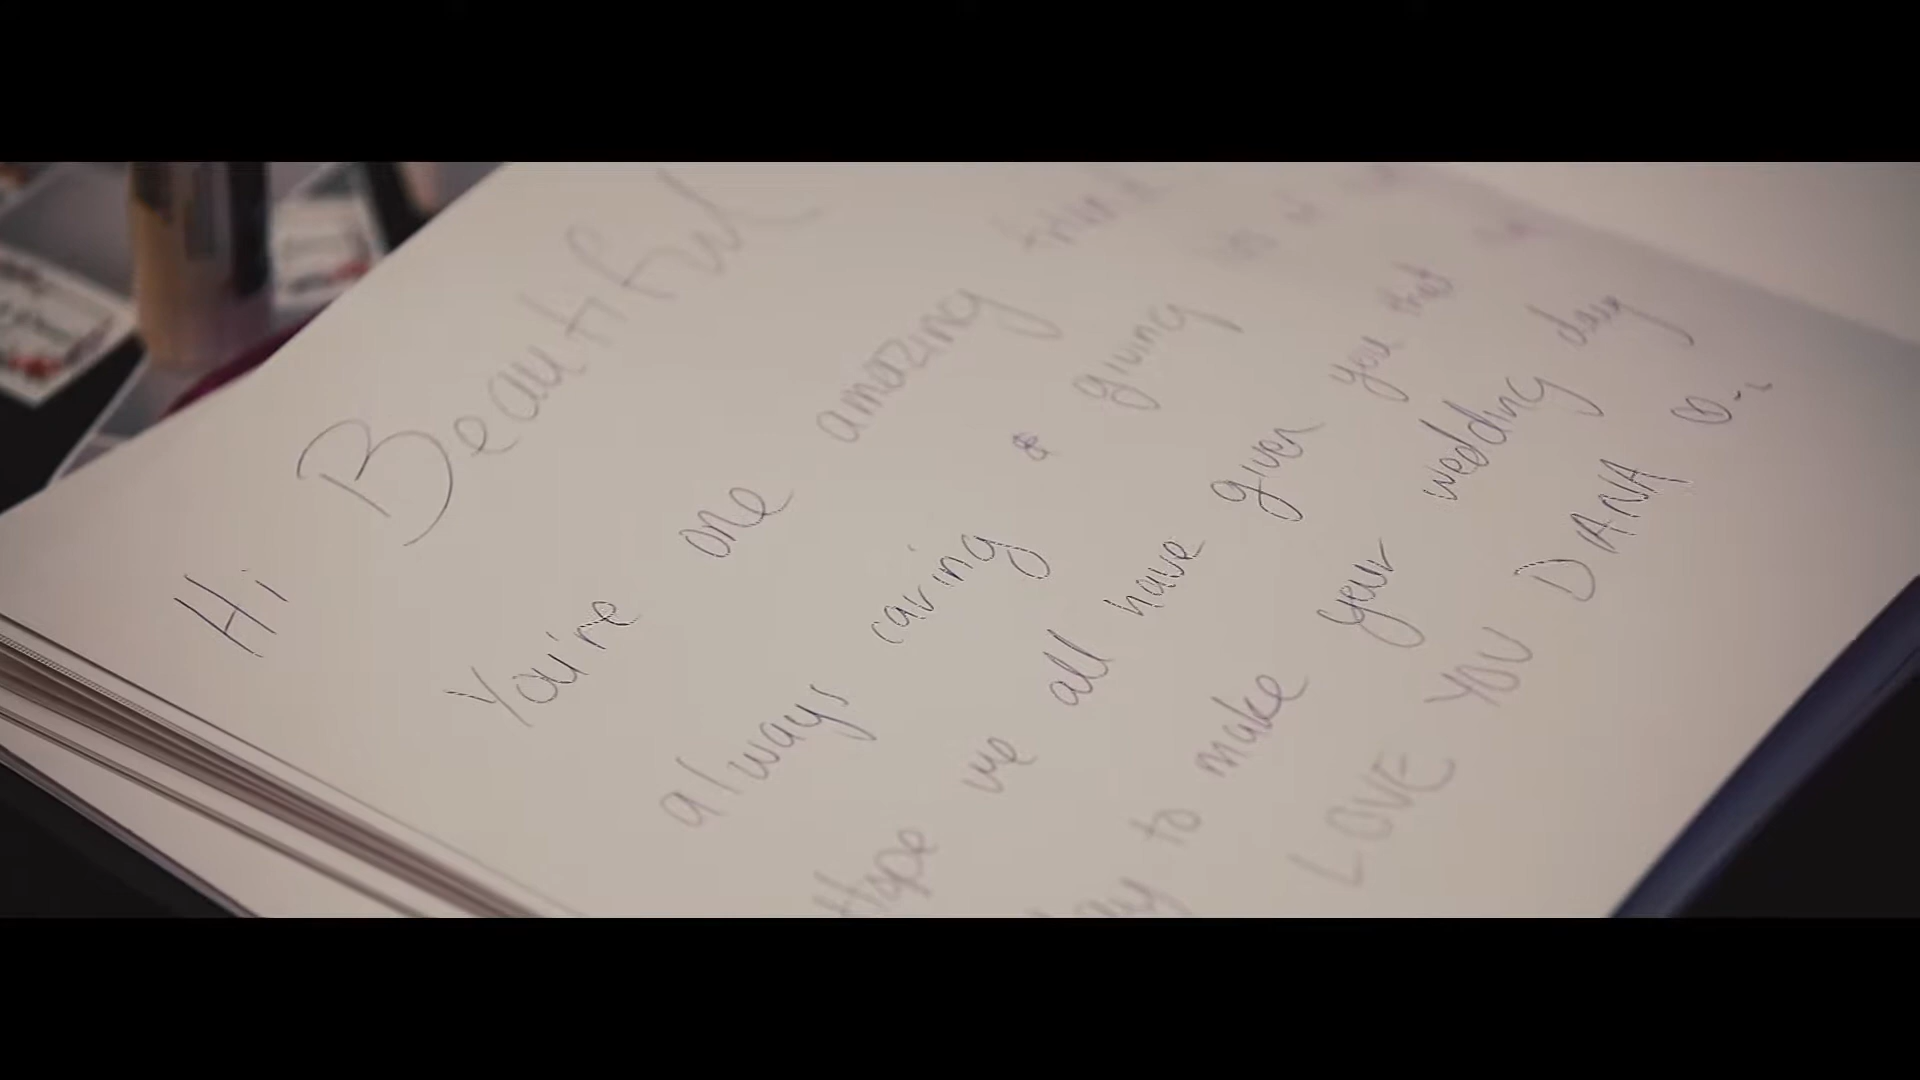 Hi Beautiful
You're one amazing friend
always caring & giving
Hope we all have given you that
to make your wedding day
LOVE YOU DANA